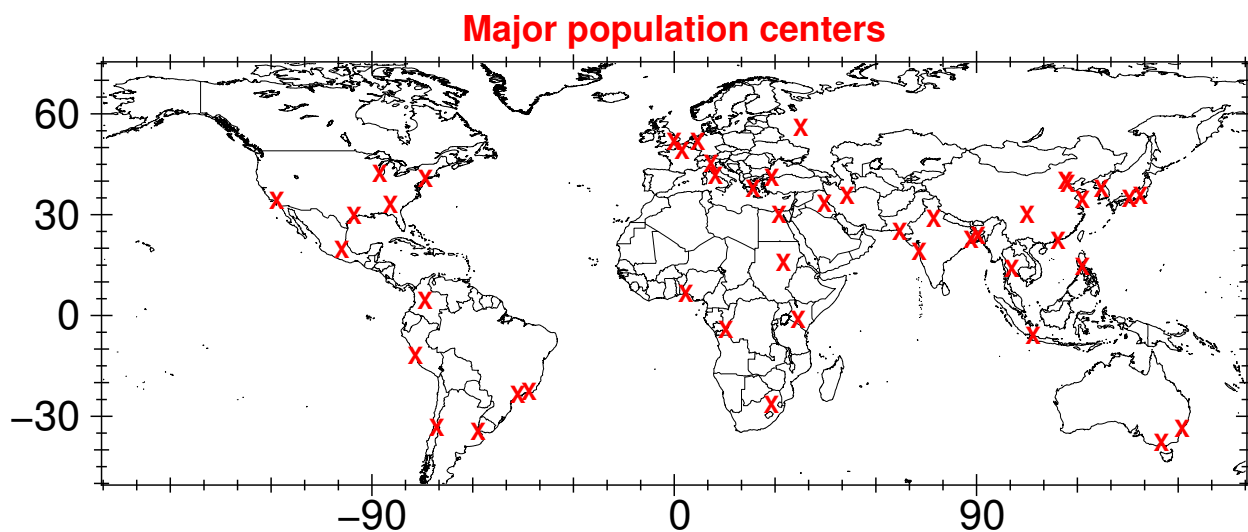 Major population centers
60
30
0
−30
−90 0 90
X X X X X X X X X X X X X X X X X X X X X X X X X X X X X X X X X X X X X X X X X X X X X X